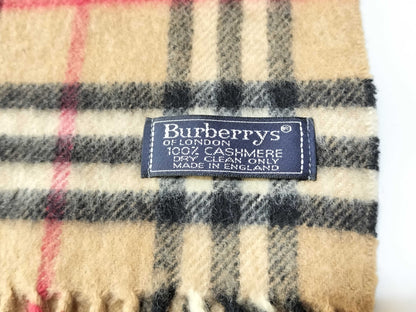 Burberrys®
OF LONDON
100% CASHMERE
DRY CLEAN ONLY
MADE IN ENGLAND